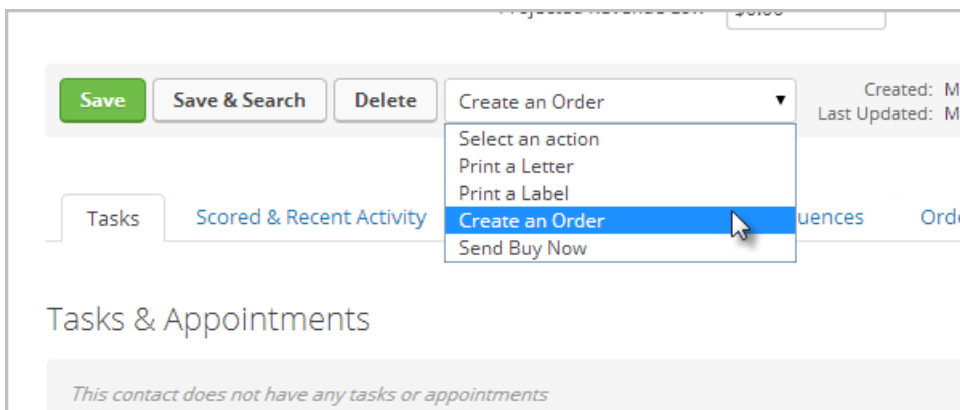 Save Save & Search Delete Create an Order Created: M
Last Updated: M
Select an action
Print a Letter
Print a Label
Create an Order
Send Buy Now
Tasks Scored & Recent Activity uences Orde
Tasks & Appointments
This contact does not have any tasks or appointments